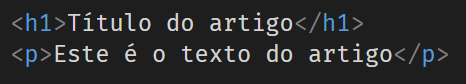 <h1>Título do artigo</h1>
<p>Este é o texto do artigo</p>